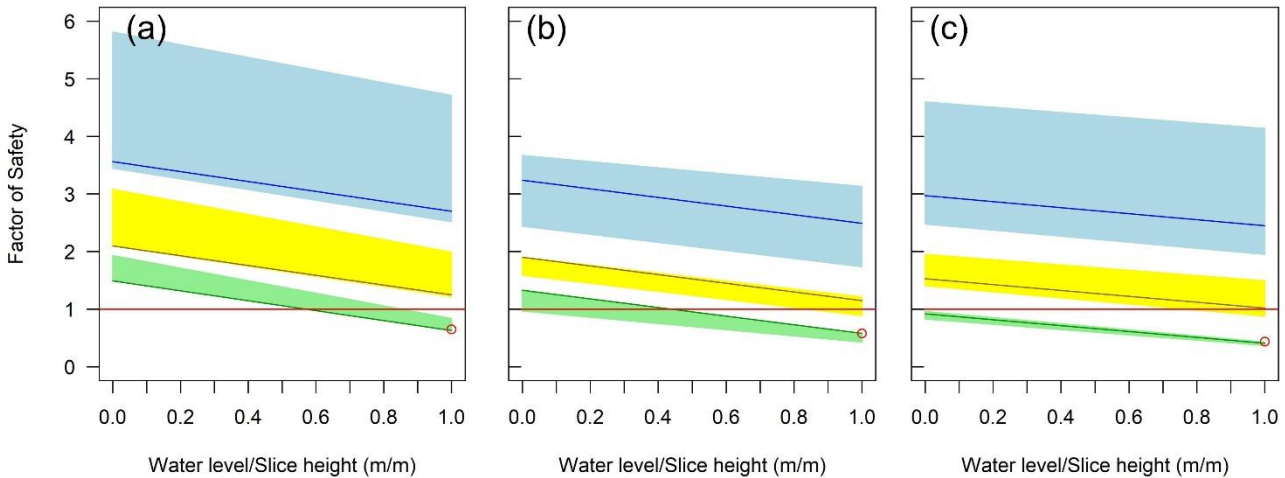 (a) (b) (c)
6
5
4
3
2
1
0
Factor of Safety
0.0 0.2 0.4 0.6 0.8 1.0 0.0 0.2 0.4 0.6 0.8 1.0 0.0 0.2 0.4 0.6 0.8 1.0
Water level/Slice height (m/m) Water level/Slice height (m/m) Water level/Slice height (m/m)